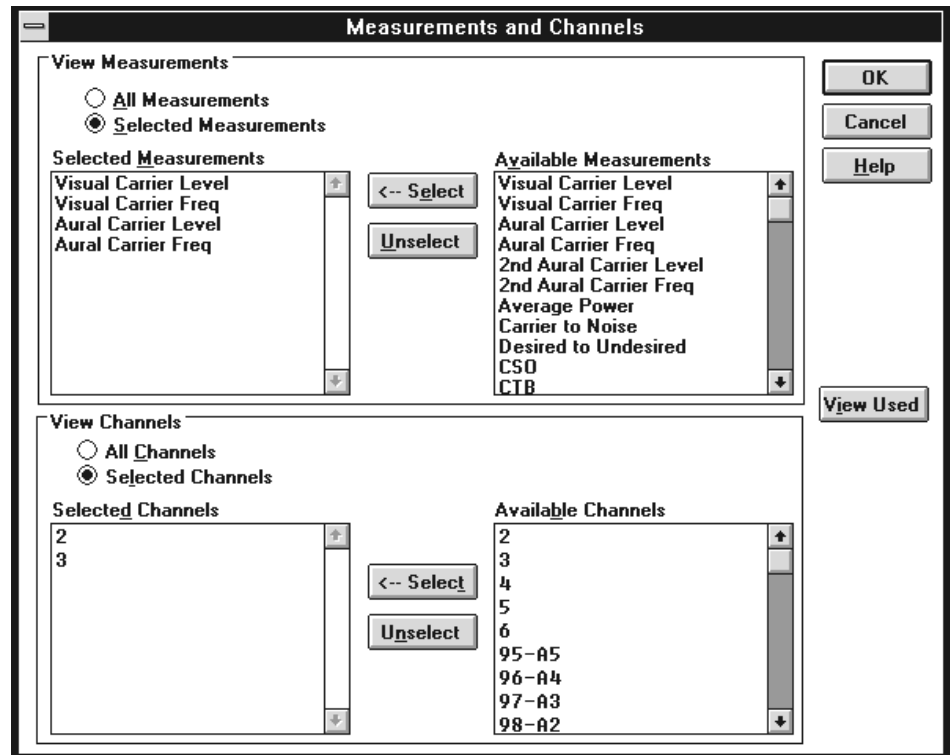 Measurements and Channels
View Measurements
All Measurements
Selected Measurements
Selected Measurements
Visual Carrier Level
Visual Carrier Freq
Aural Carrier Level
Aural Carrier Freq
<-- Select
Unselect
Available Measurements
Visual Carrier Level
Visual Carrier Freq
Aural Carrier Level
Aural Carrier Freq
2nd Aural Carrier Level
2nd Aural Carrier Freq
Average Power
Carrier to Noise
Desired to Undesired
CSO
CTB
OK
Cancel
Help
View Used
View Channels
All Channels
Selected Channels
Selected Channels
2
3
<-- Select
Unselect
Available Channels
2
3
4
5
6
95-A5
96-A4
97-A3
98-A2